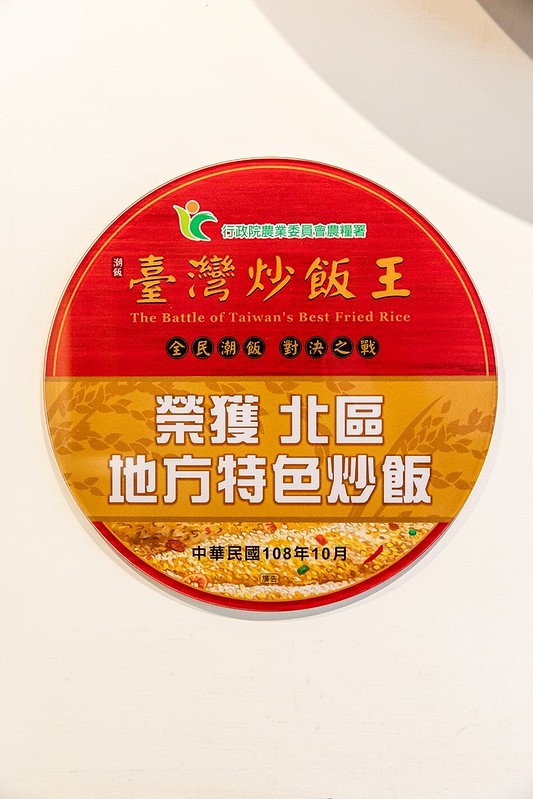 行政院農業委員會農糧署
潮飯
臺灣炒飯王
The Battle of Taiwan's Best Fried Rice
全民潮飯 對決之戰
榮獲 北區
地方特色炒飯
中華民國108年10月
廣告